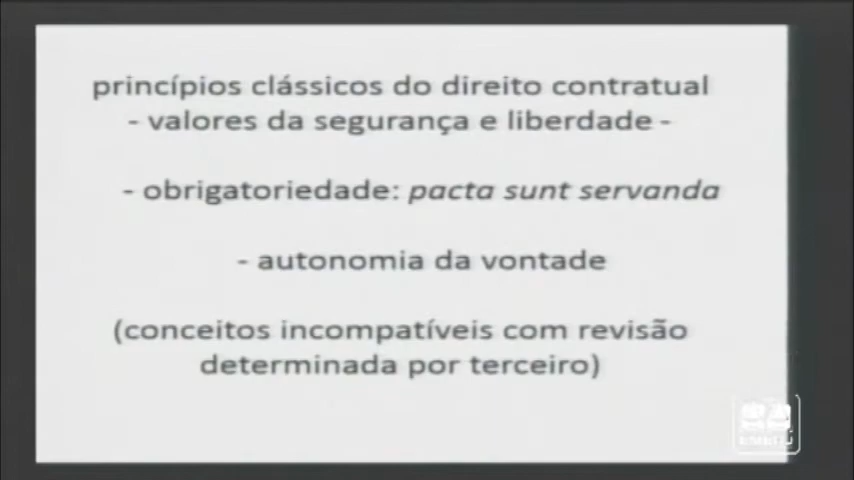 princípios clássicos do direito contratual
- valores da segurança e liberdade -
- obrigatoriedade: pacta sunt servanda
- autonomia da vontade
(conceitos incompatíveis com revisão
determinada por terceiro)